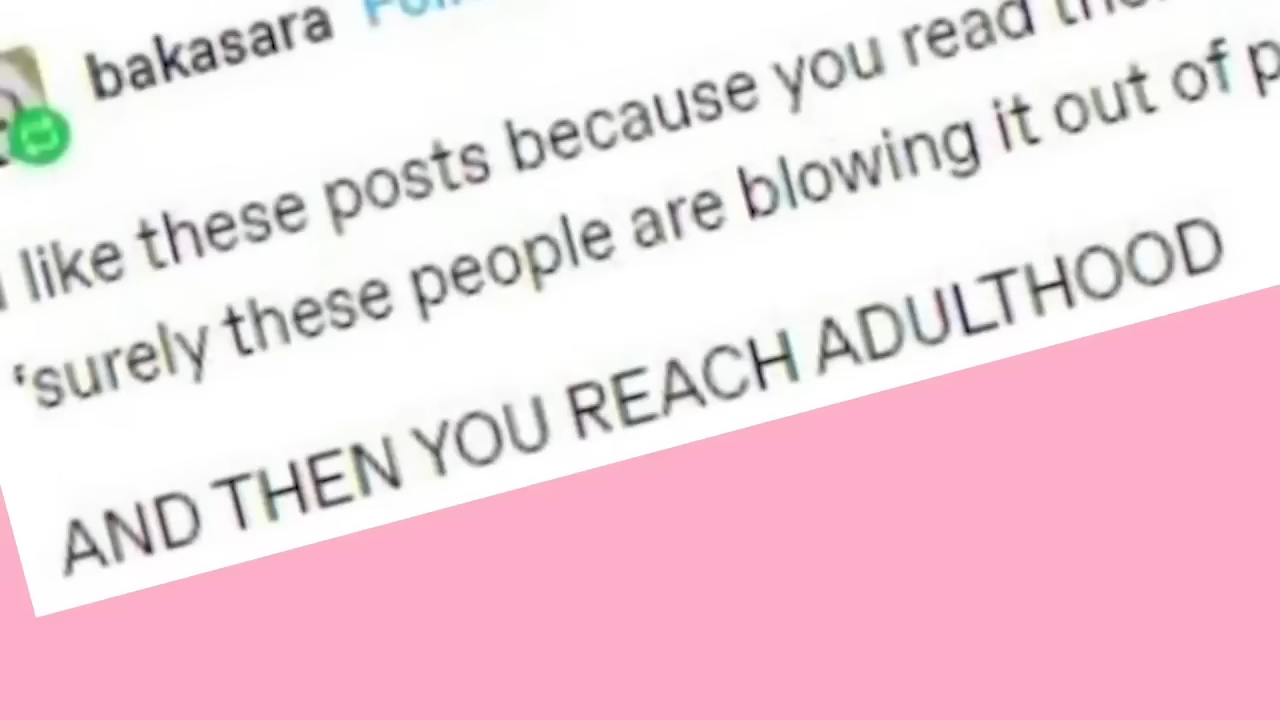 bakasara
like these posts because you read
‘surely these people are blowing it out of
AND THEN YOU REACH ADULTHOOD